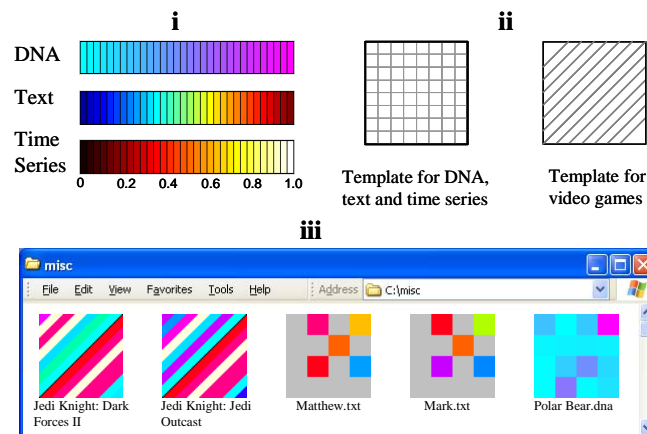 i
ii
DNA
Text
Time
Series
0 0.2 0.4 0.6 0.8 1.0
Template for DNA,
text and time series
Template for
video games
iii
misc
File Edit View Favorites Tools Help Address C:\misc
Jedi Knight: Dark
Forces II
Jedi Knight: Jedi
Outcast
Matthew.txt
Mark.txt
Polar Bear.dna